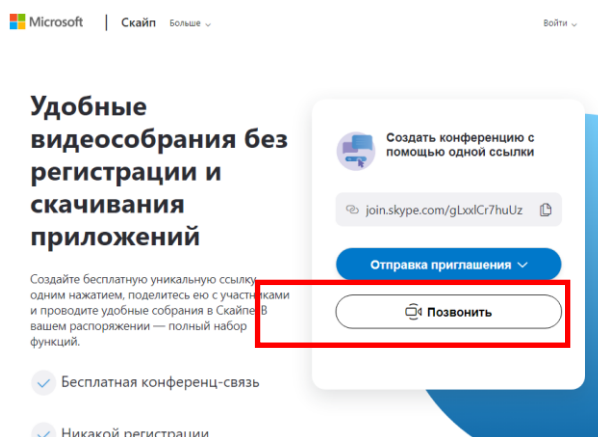 Microsoft Скайп Больше
Войти
Удобные
видеособрания без
регистрации и
скачивания
приложений
Создайте бесплатную уникальную ссылку
одним нажатием, поделитесь ею с участниками
и проводите удобные собрания в Скайпе. В
вашем распоряжении — полный набор
функций.
Бесплатная конференц-связь
Никакой регистрации
Создать конференцию с
помощью одной ссылки
join.skype.com/gLxxlCr7huUz
Отправка приглашения
Позвонить